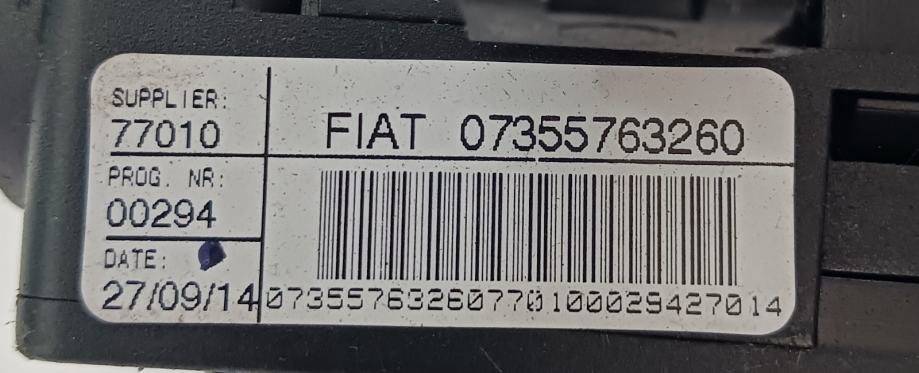 SUPPLIER:
77010
FIAT 07355763260
PROG. NR:
00294
DATE:
27/09/14
07355763260770100029427014